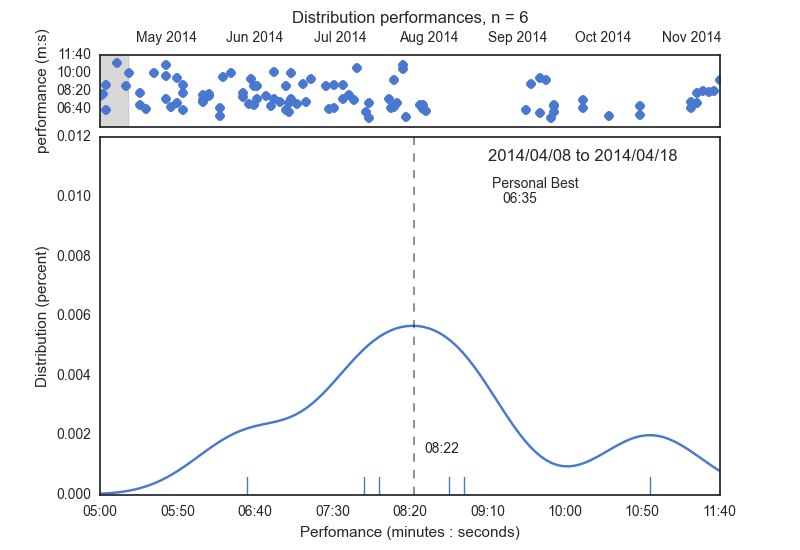 Distribution performances, n = 6
May 2014 Jun 2014 Jul 2014 Aug 2014 Sep 2014 Oct 2014 Nov 2014
performance (m:s)
11:40
10:00
08:20
06:40
0.012
0.010
0.008
0.006
0.004
0.002
0.000
Distribution (percent)
2014/04/08 to 2014/04/18
Personal Best
06:35
08:22
05:00 05:50 06:40 07:30 08:20 09:10 10:00 10:50 11:40
Perfomance (minutes : seconds)